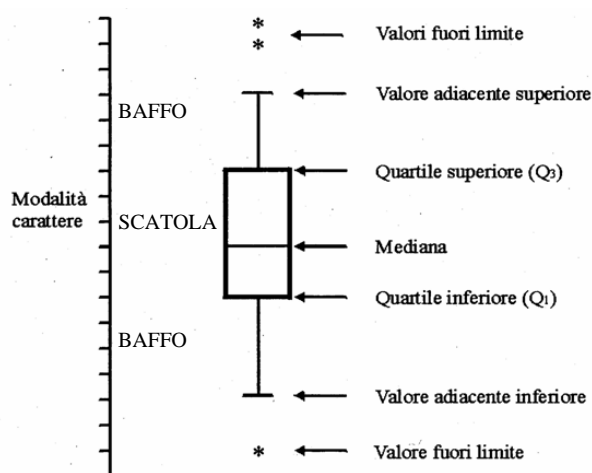 *
*
Valori fuori limite
Valore adiacente superiore
BAFFO
Quartile superiore (Q3)
Modalità
carattere
SCATOLA
Mediana
Quartile inferiore (Q1)
BAFFO
Valore adiacente inferiore
*
Valore fuori limite